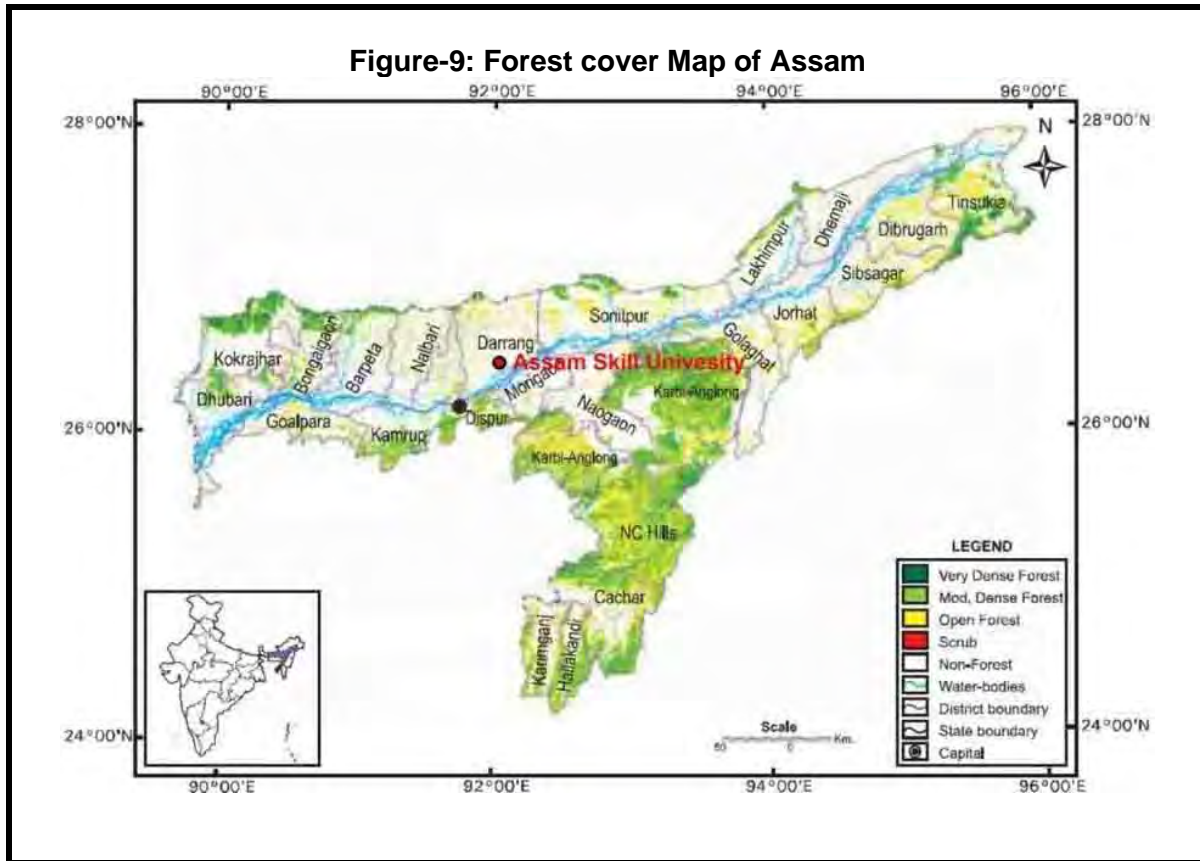 Figure-9: Forest cover Map of Assam
90°00'E 92°00'E 94°00'E 96°00'E
28°00'N 28°00'N
N
Tinsukia
Dhemaji
Dibrugarh
Lakhimpur
Sibsagar
Sonitpur
Jorhat
Darrang
Golaghat
Kokrajhar
Bongaigaon
Barpeta
Nalbari
Assam Skill Univesity
Morigaon
Karbi-Anglong
Dhubari
Naogaon
Goalpara
Dispur
Kamrup
26°00'N 26°00'N
Karbi-Anglong
NC Hills
Cachar
Karimganj
Hailakandi
LEGEND
Very Dense Forest
Mod. Dense Forest
Open Forest
Scrub
Non-Forest
Water-bodies
District boundary
State boundary
Capital
Scale
50 0 Km.
24°00'N 24°00'N
90°00'E 92°00'E 94°00'E 96°00'E